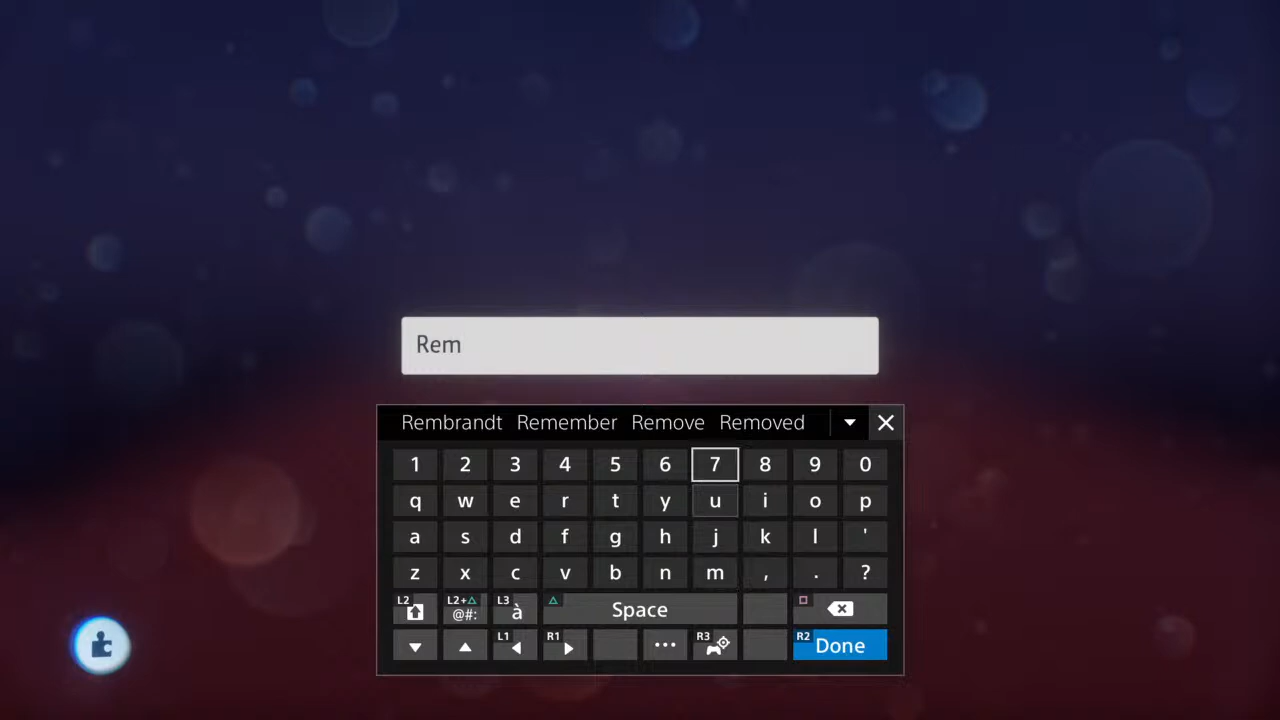 Rem
Rembrandt Remember Remove Removed
1 2 3 4 5 6 7 8 9 0
q w e r t y u i o p
a s d f g h j k l '
z x c v b n m , . ?
L2 L2+△ @#: L3 à △ Space
L1 R1 ... R3 R2 Done